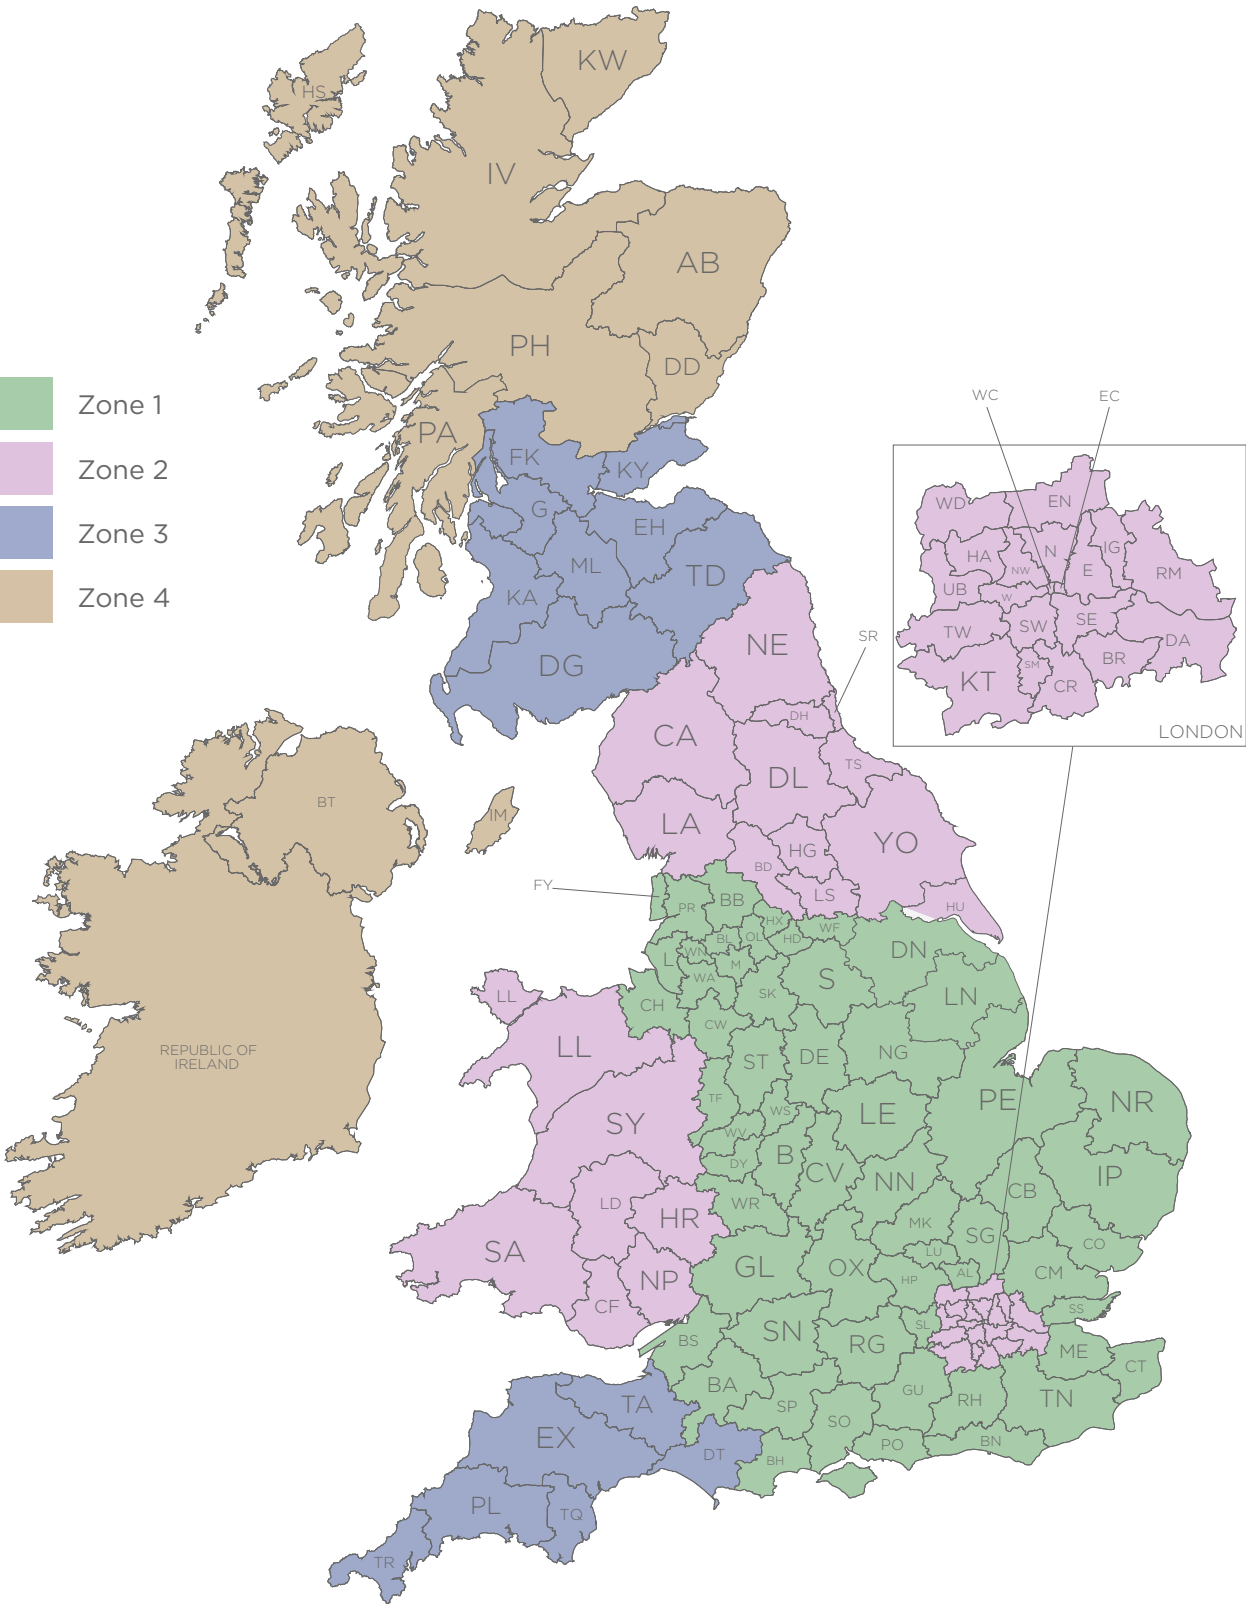 KW
HS
IV
AB
PH
DD
Zone 1
Zone 2
Zone 3
Zone 4
PA
FK
KY
G
EH
ML
TD
KA
DG
WC
EC
WD
EN
HA
N
IG
NW
E
RM
UB
W
TW
SW
SE
DA
SM
BR
KT
CR
LONDON
NE
SR
DH
CA
DL
TS
BT
IM
LA
YO
HG
BD
LS
HU
FY
PR
BB
HX
WF
BL
OL
HD
DN
WN
L
M
WA
S
SK
LN
CH
LL
CW
LL
REPUBLIC OF
IRELAND
ST
DE
NG
TF
WS
LE
PE
NR
SY
WV
B
DY
CV
NN
IP
CB
LD
WR
HR
MK
SG
CO
SA
LU
GL
OX
AL
NP
HP
CM
CF
SS
SN
SL
BS
RG
ME
CT
BA
TA
SP
GU
RH
TN
SO
EX
DT
PO
BN
BH
PL
TQ
TR